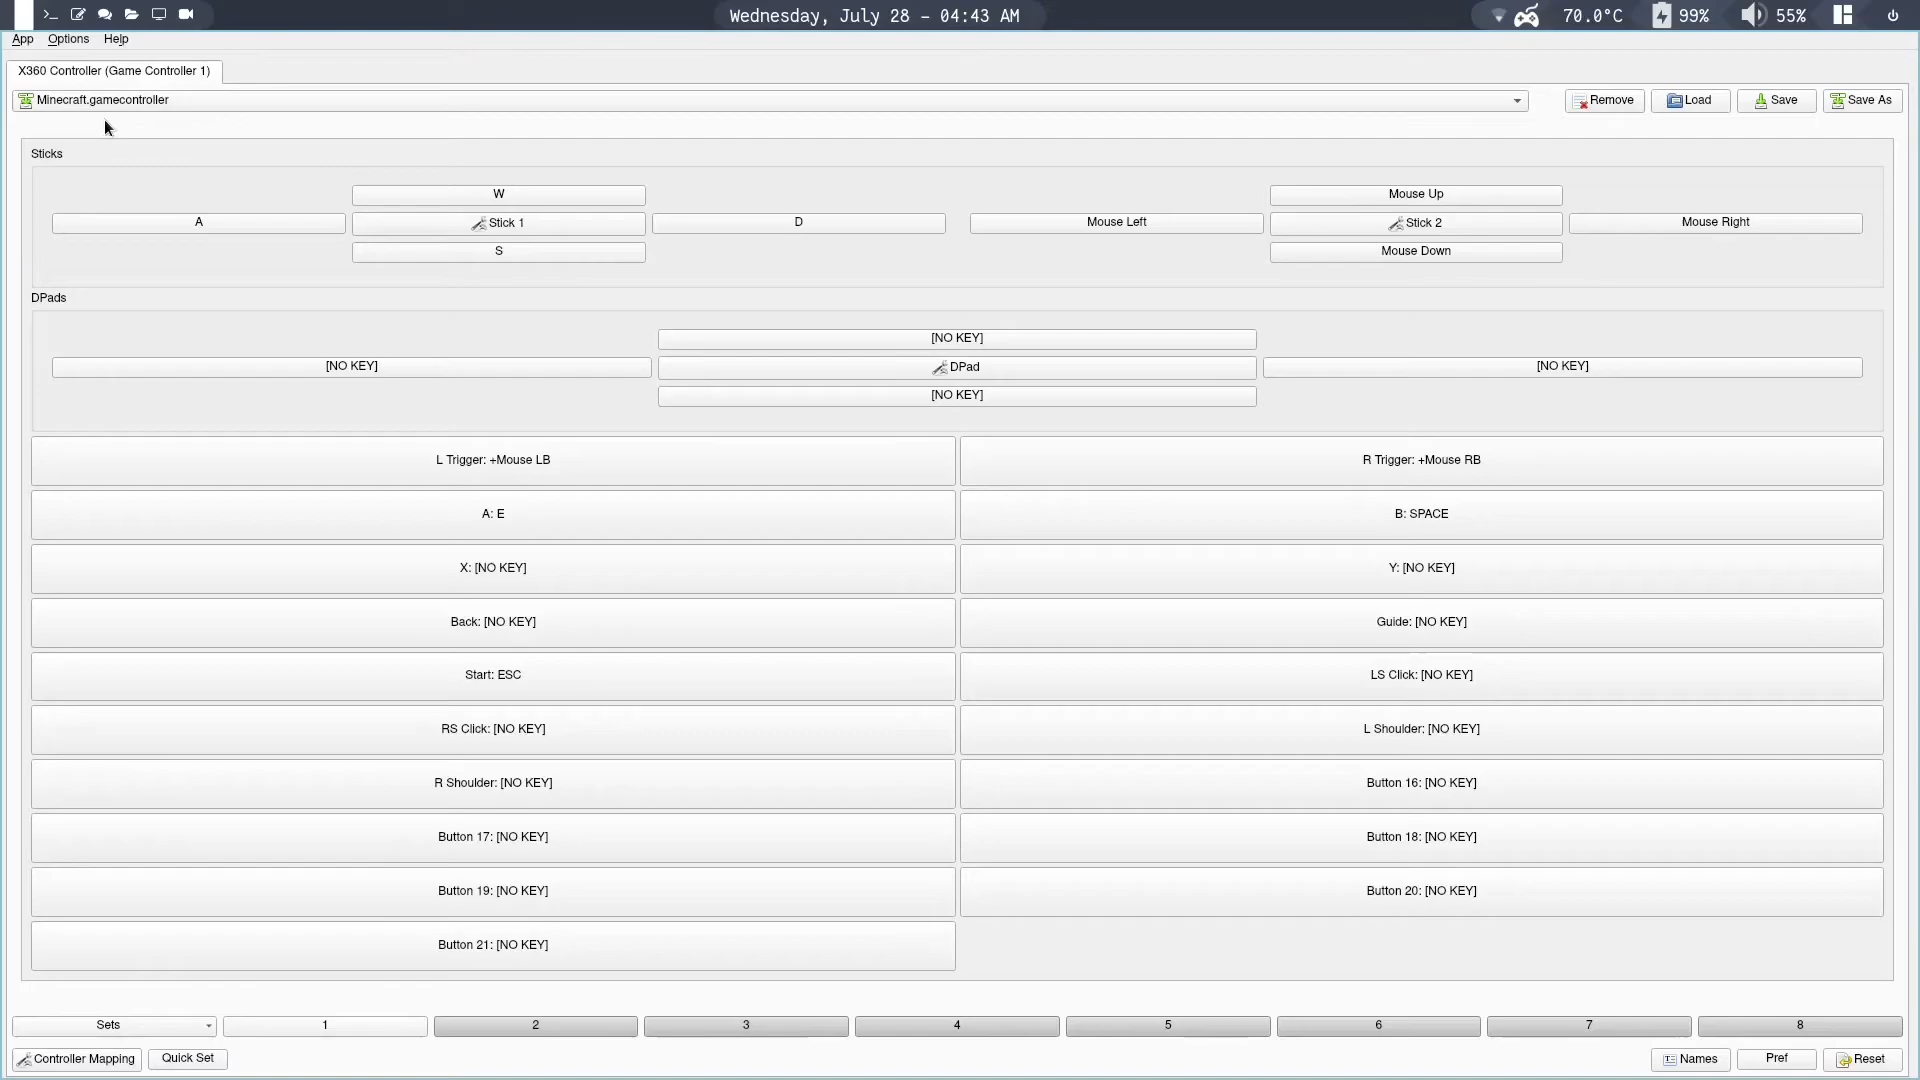 Wednesday, July 28 – 04:43 AM
70.0°C
99%
55%
App Options Help
X360 Controller (Game Controller 1)
Minecraft.gamecontroller
Remove
Load
Save
Save As
Sticks
W
Mouse Up
A
Stick 1
D
Mouse Left
Stick 2
Mouse Right
S
Mouse Down
DPads
[NO KEY]
[NO KEY]
DPad
[NO KEY]
[NO KEY]
L Trigger: +Mouse LB
R Trigger: +Mouse RB
A: E
B: SPACE
X: [NO KEY]
Y: [NO KEY]
Back: [NO KEY]
Guide: [NO KEY]
Start: ESC
LS Click: [NO KEY]
RS Click: [NO KEY]
L Shoulder: [NO KEY]
R Shoulder: [NO KEY]
Button 16: [NO KEY]
Button 17: [NO KEY]
Button 18: [NO KEY]
Button 19: [NO KEY]
Button 20: [NO KEY]
Button 21: [NO KEY]
Sets
1
2
3
4
5
6
7
8
Controller Mapping
Quick Set
Names
Pref
Reset